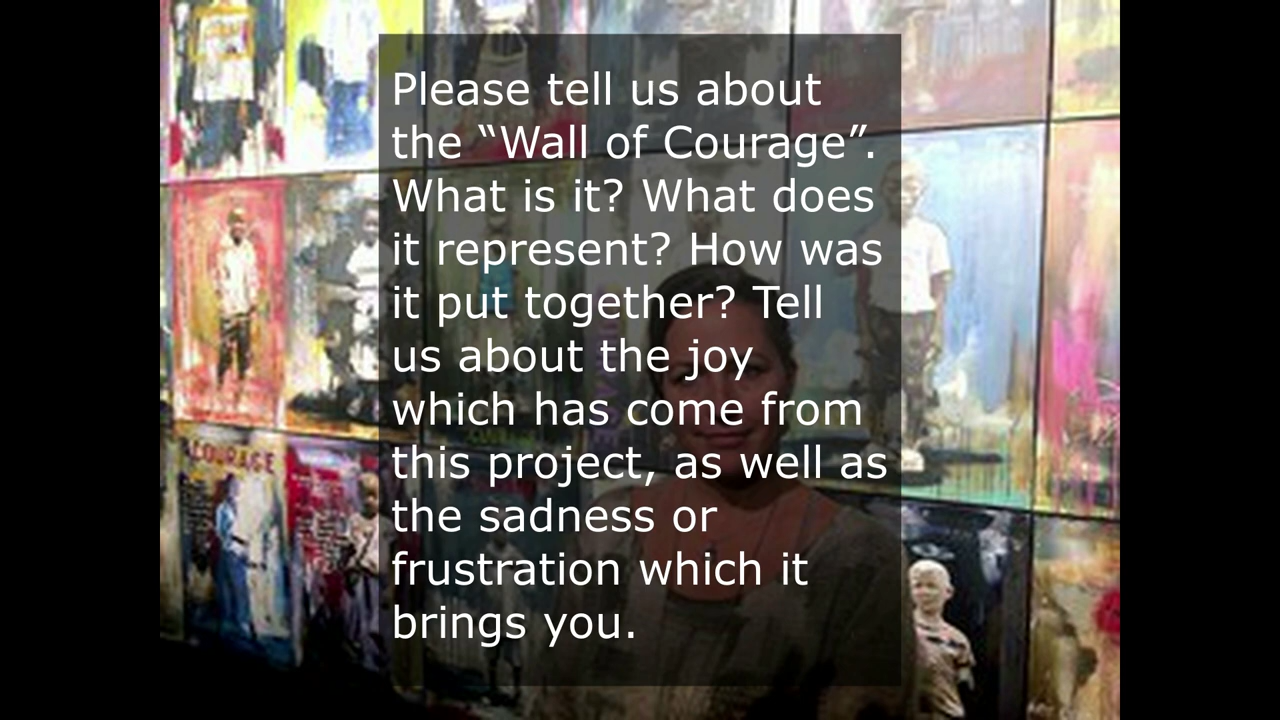 Please tell us about
the “Wall of Courage”.
What is it? What does
it represent? How was
it put together? Tell
us about the joy
which has come from
this project, as well as
the sadness or
frustration which it
brings you.
COURAGE